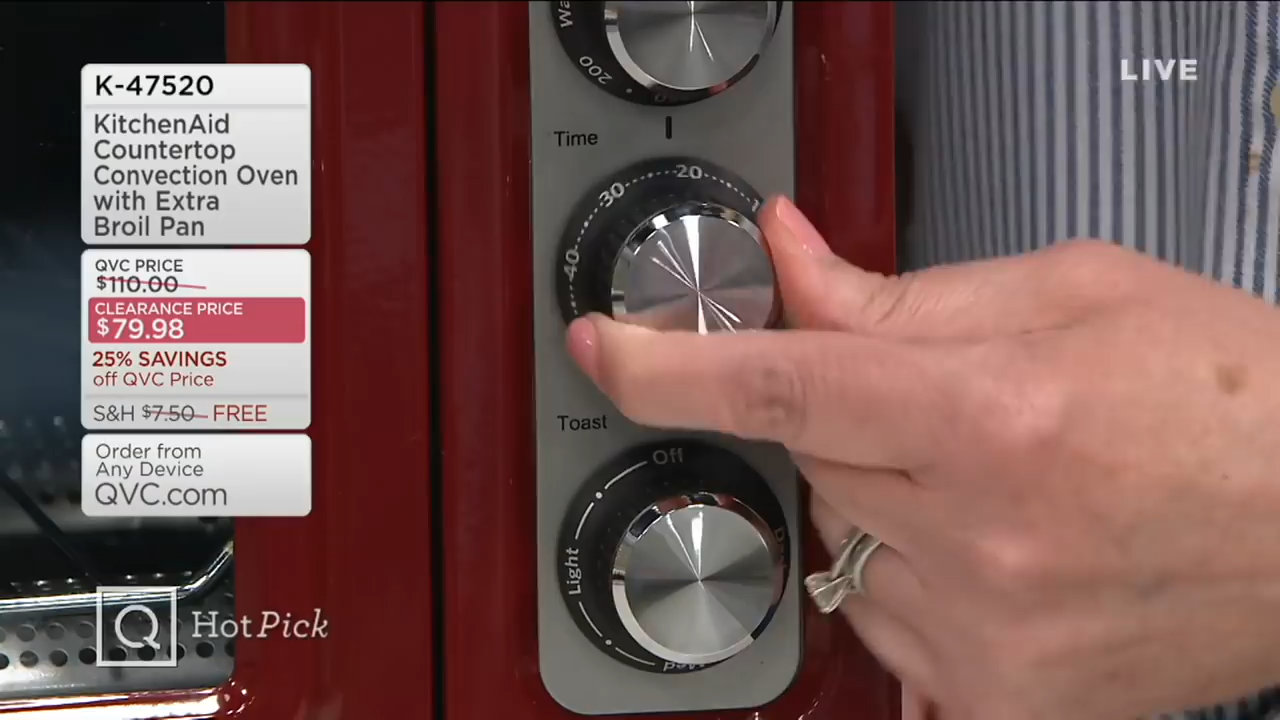 K-47520
KitchenAid
Countertop
Convection Oven
with Extra
Broil Pan
QVC PRICE
$110.00
CLEARANCE PRICE
$79.98
25% SAVINGS
off QVC Price
S&H $7.50 FREE
Order from
Any Device
QVC.com
Q HotPick
LIVE
200
Time
20
30
40
Toast
Off
Light
Med